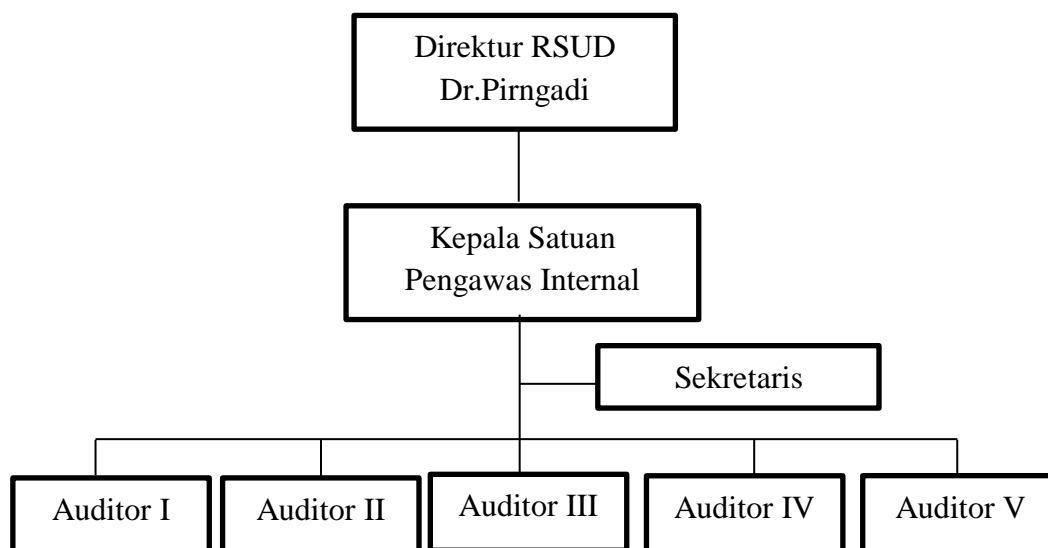 Direktur RSUD
Dr.Pirngadi
Kepala Satuan
Pengawas Internal
Sekretaris
Auditor I
Auditor II
Auditor III
Auditor IV
Auditor V